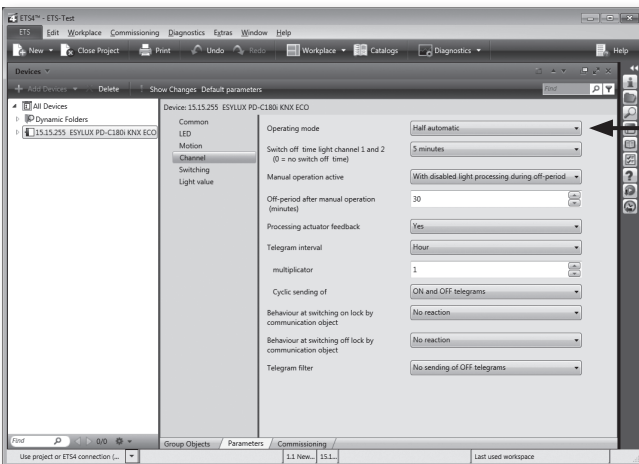 ETS4™ - ETS-Test
ETS Edit Workplace Commissioning Diagnostics Extras Window Help
New Close Project Print Undo Redo Workplace Catalogs Diagnostics Help
Devices
Add Devices Delete Show Changes Default parameters Find
All Devices
Dynamic Folders
15.15.255 ESYLUX PD-C180i KNX ECO
Device: 15.15.255 ESYLUX PD-C180i KNX ECO
Common
LED
Motion
Channel
Switching
Light value
Operating mode Half automatic
Switch off time light channel 1 and 2 5 minutes
(0 = no switch off time)
Manual operation active With disabled light processing during off-period
Off-period after manual operation 30
(minutes)
Processing actuator feedback Yes
Telegram interval Hour
multiplicator 1
Cyclic sending of ON and OFF telegrams
Behaviour at switching on lock by No reaction
communication object
Behaviour at switching off lock by No reaction
communication object
Telegram filter No sending of OFF telegrams
Find 0/0
Group Objects Parameters Commissioning
Use project or ETS4 connection (... 1.1 New... 15.1... Last used workspace